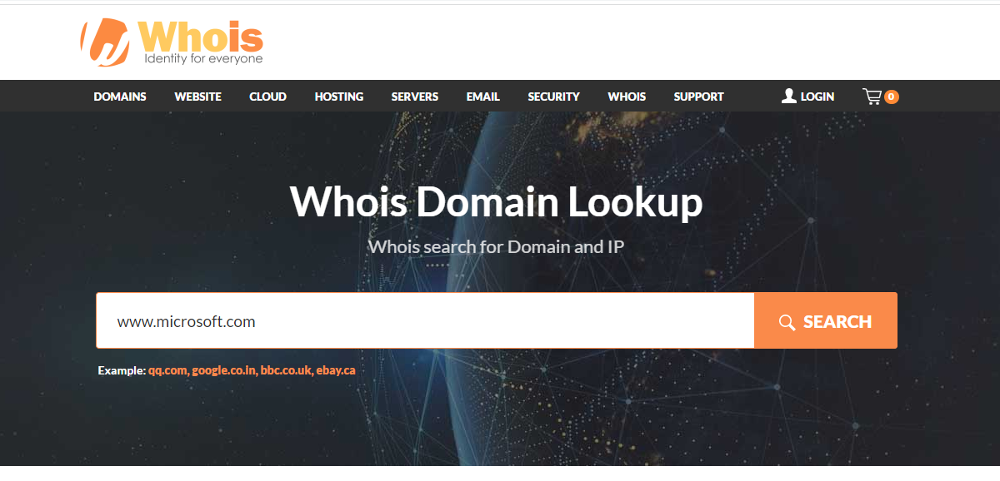 Whois
Identity for everyone
DOMAINS WEBSITE CLOUD HOSTING SERVERS EMAIL SECURITY WHOIS SUPPORT LOGIN 0
Whois Domain Lookup
Whois search for Domain and IP
www.microsoft.com SEARCH
Example: qq.com, google.co.in, bbc.co.uk, ebay.ca